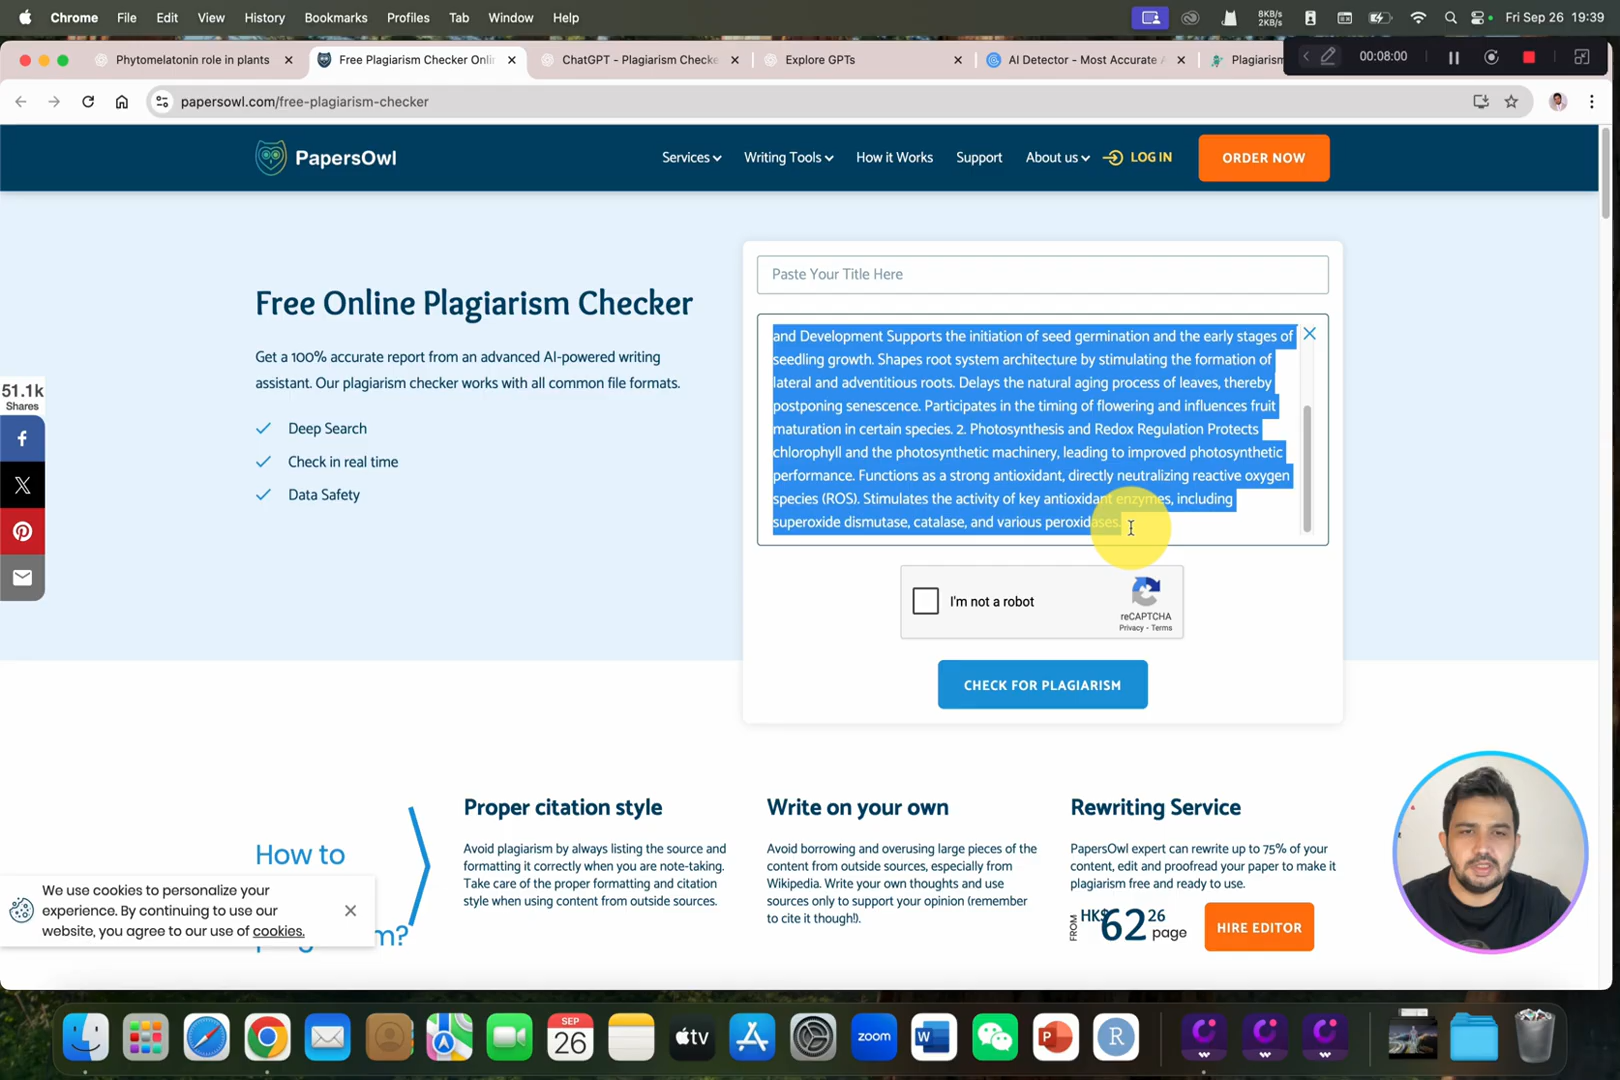 Chrome File Edit View History Bookmarks Profiles Tab Window Help
8KB/s
2KB/s
Fri Sep 26 19:39
Phytomelatonin role in plants
Free Plagiarism Checker Onli
ChatGPT - Plagiarism Checke
Explore GPTs
AI Detector - Most Accurate A
Plagiarism
00:08:00
papersowl.com/free-plagiarism-checker
PapersOwl
Services Writing Tools How it Works Support About us LOG IN ORDER NOW
Free Online Plagiarism Checker
Get a 100% accurate report from an advanced AI-powered writing
assistant. Our plagiarism checker works with all common file formats.
Deep Search
Check in real time
Data Safety
51.1k
Shares
Paste Your Title Here
and Development Supports the initiation of seed germination and the early stages of
seedling growth. Shapes root system architecture by stimulating the formation of
lateral and adventitious roots. Delays the natural aging process of leaves, thereby
postponing senescence. Participates in the timing of flowering and influences fruit
maturation in certain species. 2. Photosynthesis and Redox Regulation Protects
chlorophyll and the photosynthetic machinery, leading to improved photosynthetic
performance. Functions as a strong antioxidant, directly neutralizing reactive oxygen
species (ROS). Stimulates the activity of key antioxidant enzymes, including
superoxide dismutase, catalase, and various peroxidases.
I'm not a robot
reCAPTCHA
Privacy - Terms
CHECK FOR PLAGIARISM
How to
m?
Proper citation style
Avoid plagiarism by always listing the source and
formatting it correctly when you are note-taking.
Take care of the proper formatting and citation
style when using content from outside sources.
Write on your own
Avoid borrowing and overusing large pieces of the
content from outside sources, especially from
Wikipedia. Write your own thoughts and use
sources only to support your opinion (remember
to cite it though!).
Rewriting Service
PapersOwl expert can rewrite up to 75% of your
content, edit and proofread your paper to make it
plagiarism free and ready to use.
FROM HK$62 26 page
HIRE EDITOR
We use cookies to personalize your
experience. By continuing to use our
website, you agree to our use of cookies.
SEP
26
tv
zoom
W
P
R